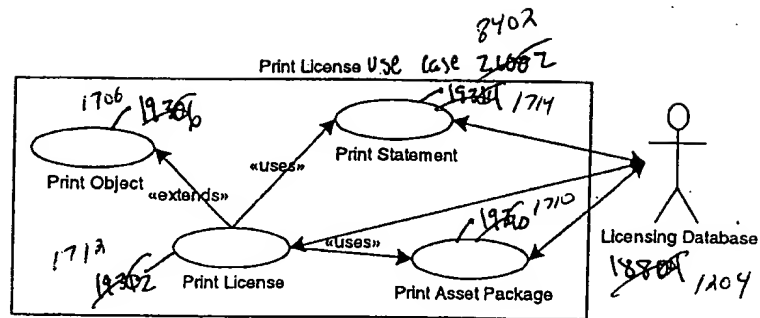 8402
Print License Use Case
1706
1714
Print Statement
Print Object
«uses»
«extends»
1710
Licensing Database
1712
«uses»
1204
Print License
Print Asset Package